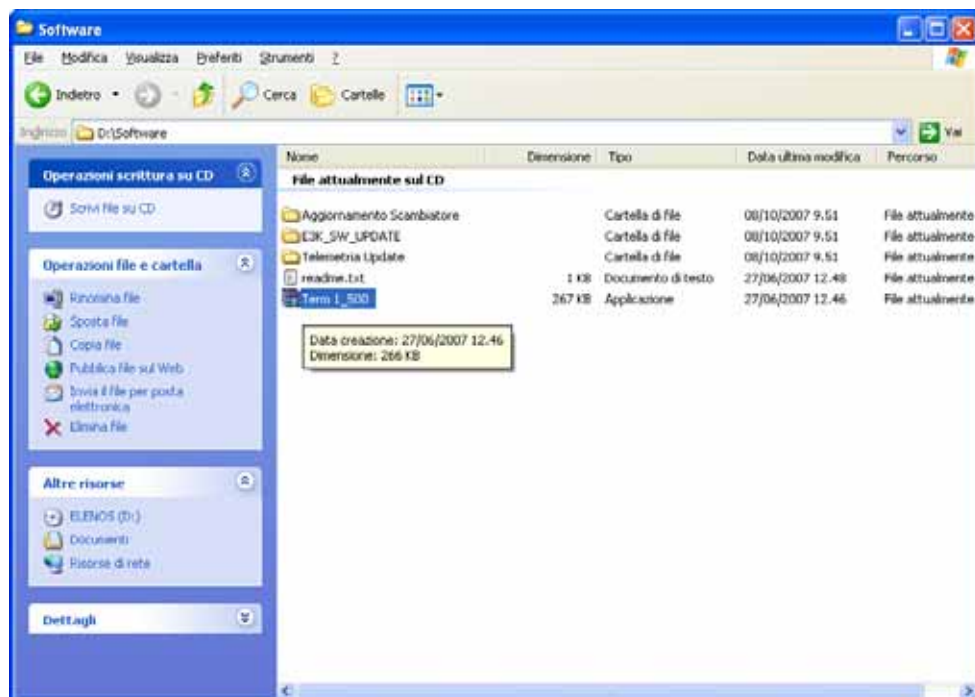 Software
File Modifica Visualizza Preferiti Strumenti ?
Indietro Cerca Cartelle
Indirizzo D:\Software Vai
Nome Dimensione Tipo Data ultima modifica Percorso
Operazioni scrittura su CD
Scrivi file su CD
Operazioni file e cartella
Rinomina file
Sposta file
Copia file
Pubblica file sul Web
Invia il file per posta
elettronica
Elimina file
Altre risorse
ELENOS (D:)
Documenti
Risorse di rete
Dettagli
File attualmente sul CD
Aggiornamento Scambiatore Cartella di file 08/10/2007 9.51 File attualmente
E3K_SW_UPDATE Cartella di file 08/10/2007 9.51 File attualmente
Telemetria Update Cartella di file 08/10/2007 9.51 File attualmente
readme.txt 1 KB Documento di testo 27/06/2007 12.48 File attualmente
Term 1_500 267 KB Applicazione 27/06/2007 12.46 File attualmente
Data creazione: 27/06/2007 12.46
Dimensione: 266 KB